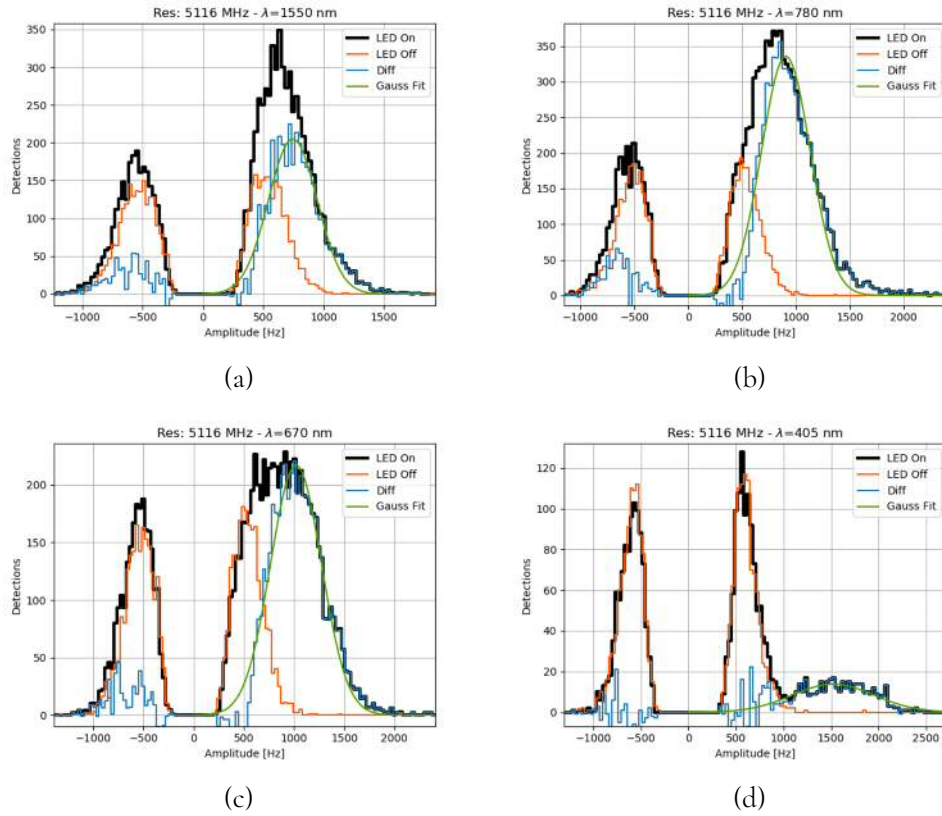 Res: 5116 MHz - λ=1550 nm
350
300
250
200
150
100
50
0
Detections
−1000
−500
0
500
1000
1500
Amplitude [Hz]
LED On
LED Off
Diff
Gauss Fit
(a)
Res: 5116 MHz - λ=780 nm
350
300
250
200
150
100
50
0
Detections
−1000
−500
0
500
1000
1500
2000
Amplitude [Hz]
LED On
LED Off
Diff
Gauss Fit
(b)
Res: 5116 MHz - λ=670 nm
200
150
100
50
0
Detections
−1000
−500
0
500
1000
1500
2000
Amplitude [Hz]
LED On
LED Off
Diff
Gauss Fit
(c)
Res: 5116 MHz - λ=405 nm
120
100
80
60
40
20
0
Detections
−1000
−500
0
500
1000
1500
2000
2500
Amplitude [Hz]
LED On
LED Off
Diff
Gauss Fit
(d)